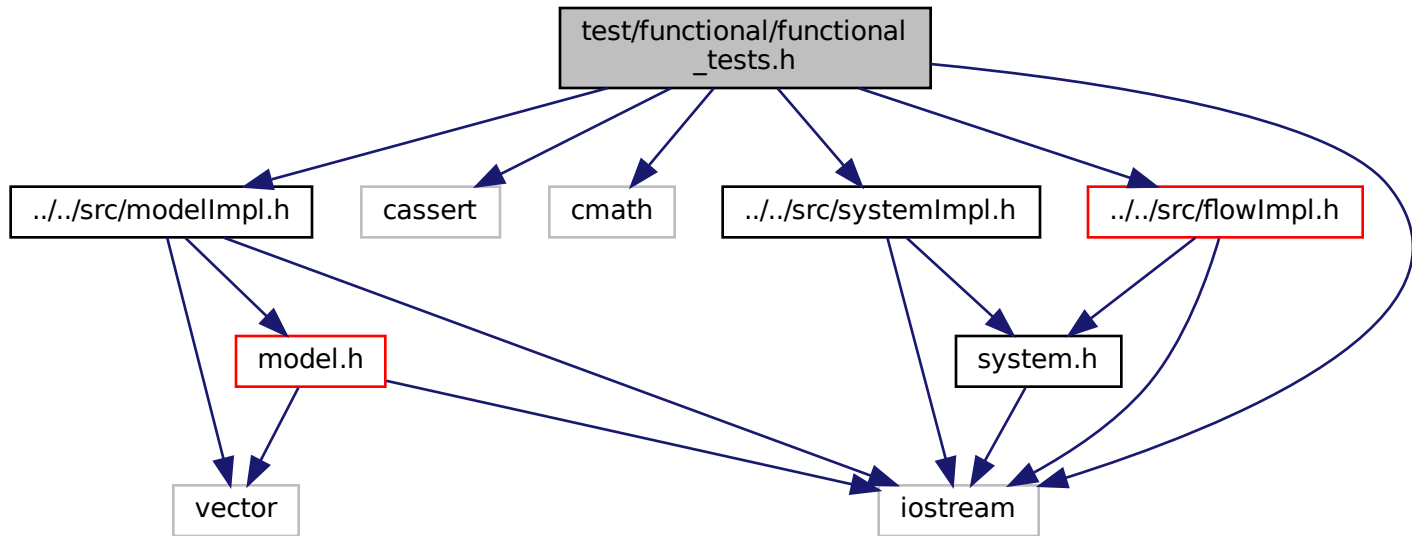 test/functional/functional
_tests.h
../../src/modelImpl.h
cassert
cmath
../../src/systemImpl.h
../../src/flowImpl.h
model.h
system.h
vector
iostream